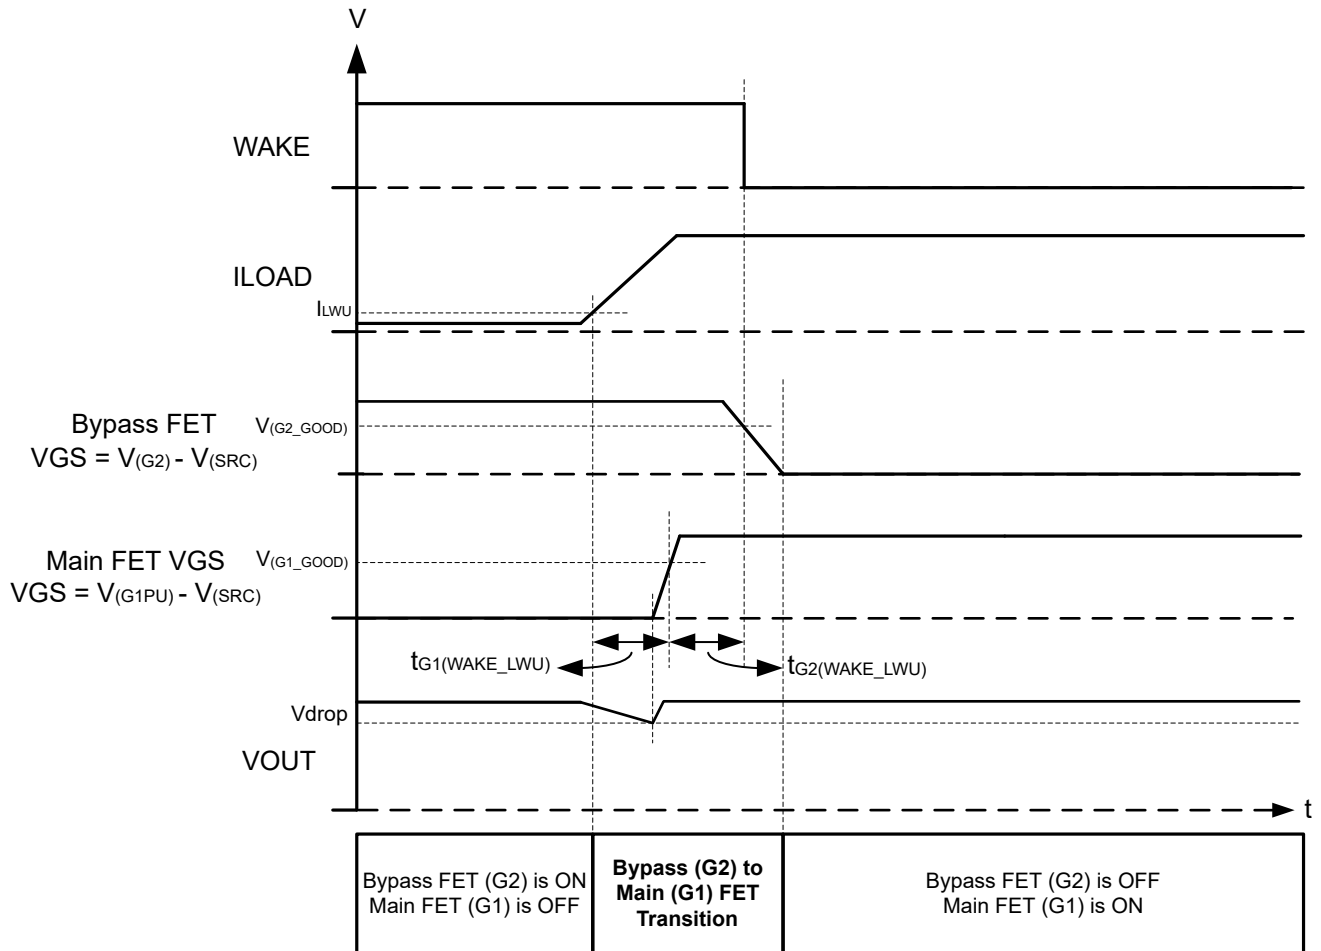 V
WAKE
ILOAD
ILWU
Bypass FET
VGS = V(G2) - V(SRC)
V(G2_GOOD)
Main FET VGS
VGS = V(G1PU) - V(SRC)
V(G1_GOOD)
tG1(WAKE_LWU)
tG2(WAKE_LWU)
Vdrop
VOUT
t
Bypass FET (G2) is ON
Main FET (G1) is OFF
Bypass (G2) to
Main (G1) FET
Transition
Bypass FET (G2) is OFF
Main FET (G1) is ON